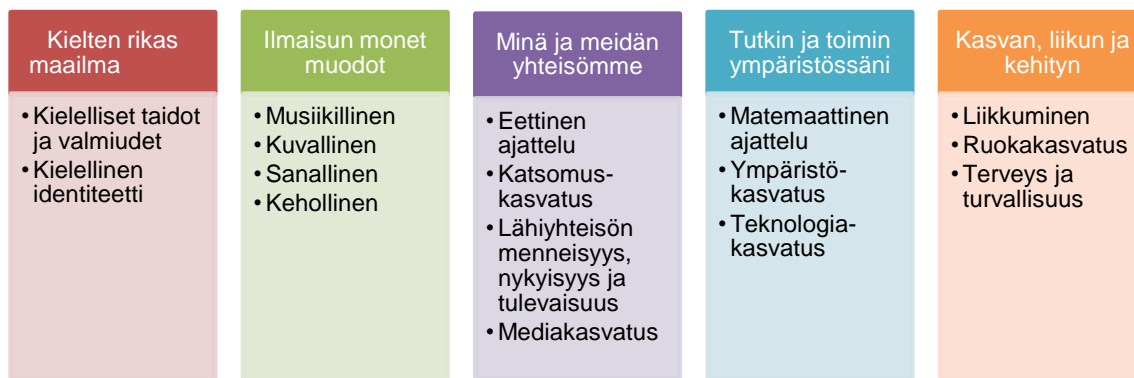 Kielten rikas
maailma
• Kielelliset taidot
ja valmiudet
• Kielellinen
identiteetti
Ilmaisun monet
muodot
• Musiikillinen
• Kuvallinen
• Sanallinen
• Kehollinen
Minä ja meidän
yhteisömme
• Eettinen
ajattelu
• Katsomus-
kasvatus
• Lähiyhteisön
menneisyys,
nykyisyys ja
tulevaisuus
• Mediakasvatus
Tutkin ja toimin
ympäristössäni
• Matemaattinen
ajattelu
• Ympäristö-
kasvatus
• Teknologia-
kasvatus
Kasvan, liikun ja
kehityn
• Liikkuminen
• Ruokakasvatus
• Terveys ja
turvallisuus